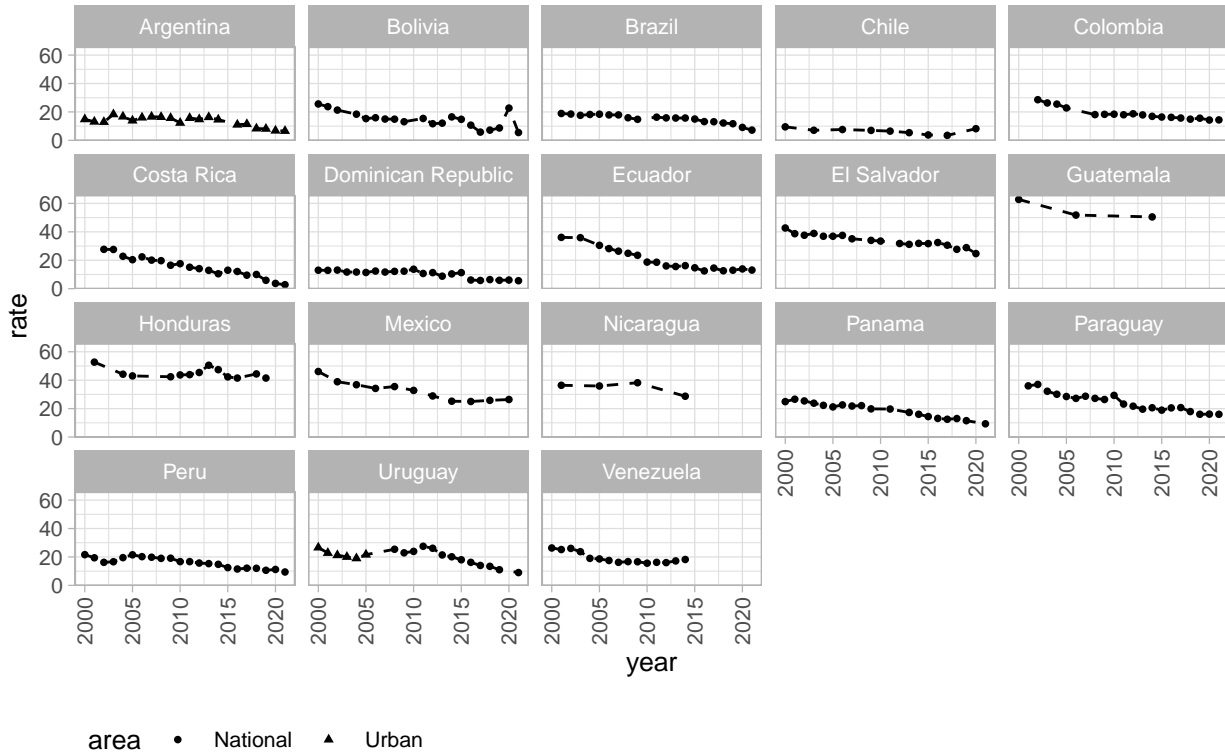 Argentina Bolivia Brazil Chile Colombia
60
40
20
0
Costa Rica Dominican Republic Ecuador El Salvador Guatemala
60
40
20
0
Honduras Mexico Nicaragua Panama Paraguay
60
40
20
0
2000 2005 2010 2015 2020 2000 2005 2010 2015 2020
Peru Uruguay Venezuela
60
40
20
0
2000 2005 2010 2015 2020 2000 2005 2010 2015 2020 2000 2005 2010 2015 2020
rate
year
area National Urban